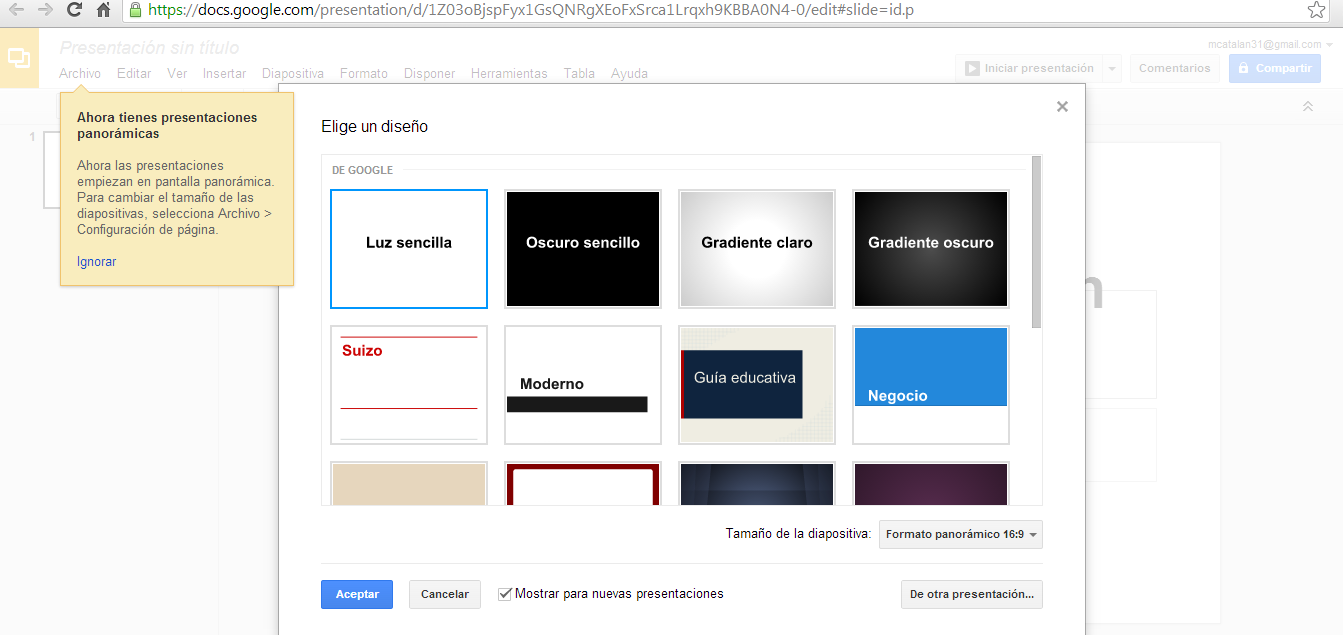 https://docs.google.com/presentation/d/1Z03oBjspFyx1GsQNRgXEoFxSrca1Lrqxh9KBBA0N4-0/edit#slide=id.p
Presentación sin título
mcatalan31@gmail.com
Archivo Editar Ver Insertar Diapositiva Formato Disponer Herramientas Tabla Ayuda
Iniciar presentación Comentarios Compartir
Ahora tienes presentaciones
panorámicas
Ahora las presentaciones
empiezan en pantalla panorámica.
Para cambiar el tamaño de las
diapositivas, selecciona Archivo >
Configuración de página.
Ignorar
1
Elige un diseño
DE GOOGLE
Luz sencilla
Oscuro sencillo
Gradiente claro
Gradiente oscuro
Suizo
Moderno
Guía educativa
Negocio
n
Tamaño de la diapositiva: Formato panorámico 16:9
Aceptar Cancelar Mostrar para nuevas presentaciones De otra presentación...